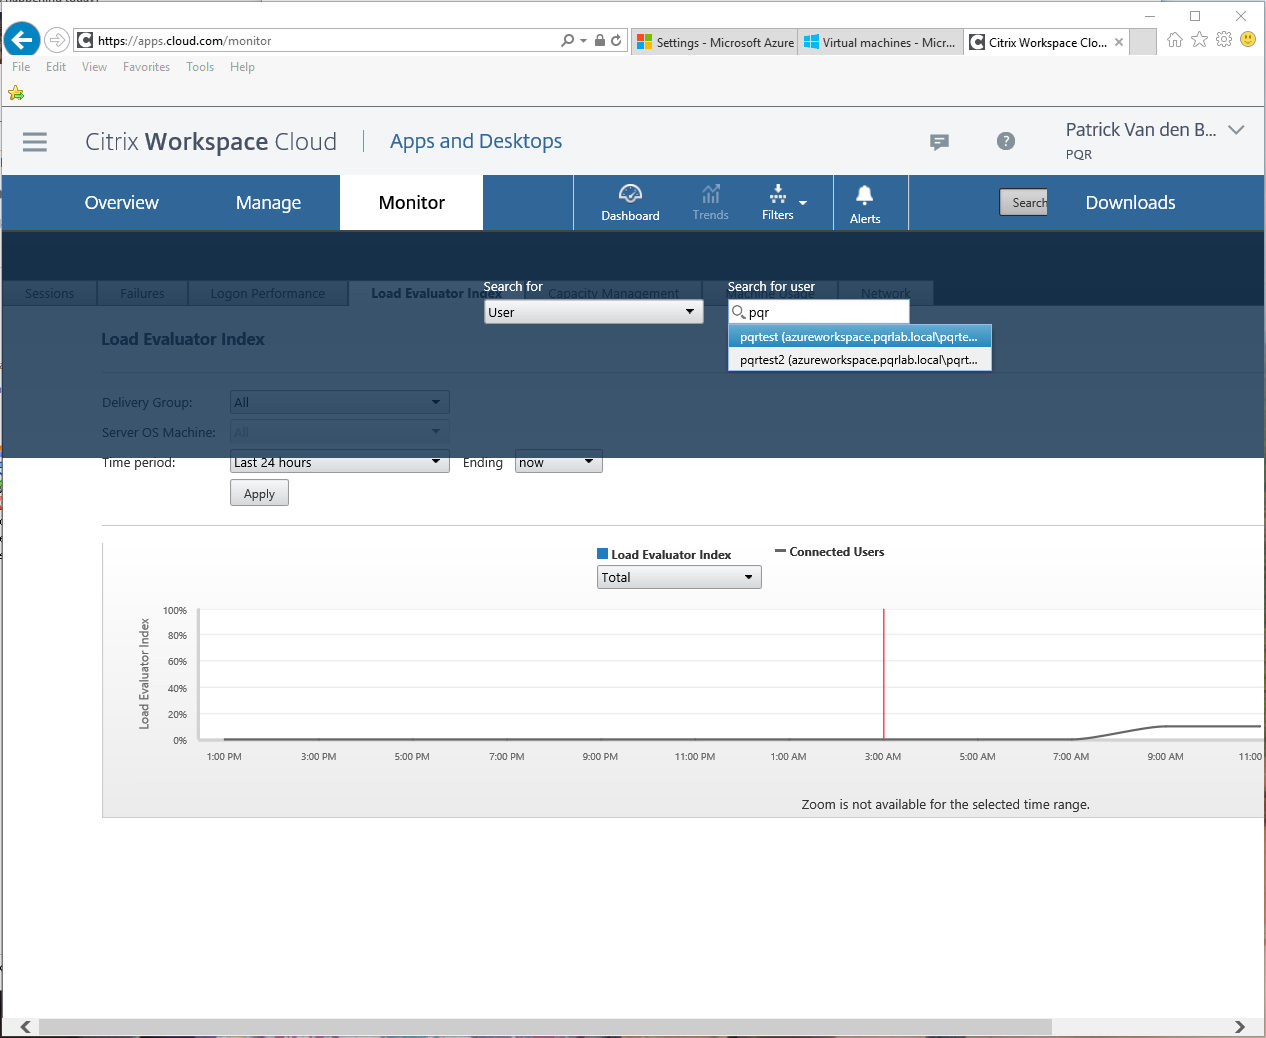 https://apps.cloud.com/monitor
Settings - Microsoft Azure
Virtual machines - Micr...
Citrix Workspace Clo...
File Edit View Favorites Tools Help
Citrix Workspace Cloud
Apps and Desktops
Patrick Van den B...
PQR
Overview
Manage
Monitor
Dashboard
Trends
Filters
Alerts
Search
Downloads
Search for
Search for user
Sessions
Failures
Logon Performance
Load Evaluator Index
Capacity Management
Machine Usage
Network
User
pqr
pqrtest (azureworkspace.pqrlab.local\pqrte...
pqrtest2 (azureworkspace.pqrlab.local\pqrt...
Load Evaluator Index
Delivery Group: All
Server OS Machine: All
Time period: Last 24 hours Ending now
Apply
Load Evaluator Index
Connected Users
Total
Load Evaluator Index
100%
80%
60%
40%
20%
0%
1:00 PM 3:00 PM 5:00 PM 7:00 PM 9:00 PM 11:00 PM 1:00 AM 3:00 AM 5:00 AM 7:00 AM 9:00 AM 11:00
Zoom is not available for the selected time range.